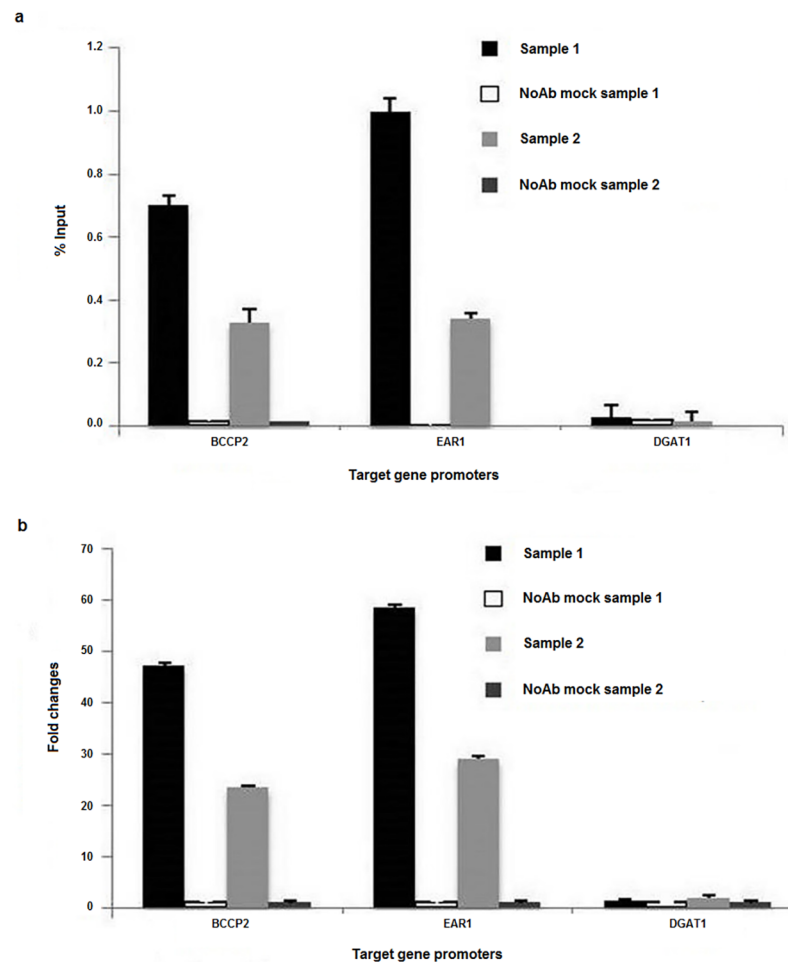 a
1.2
1.0
0.8
0.6
0.4
0.2
0.0
% Input
Sample 1
NoAb mock sample 1
Sample 2
NoAb mock sample 2
BCCP2 EAR1 DGAT1
Target gene promoters
b
70
60
50
40
30
20
10
0
Fold changes
Sample 1
NoAb mock sample 1
Sample 2
NoAb mock sample 2
BCCP2 EAR1 DGAT1
Target gene promoters